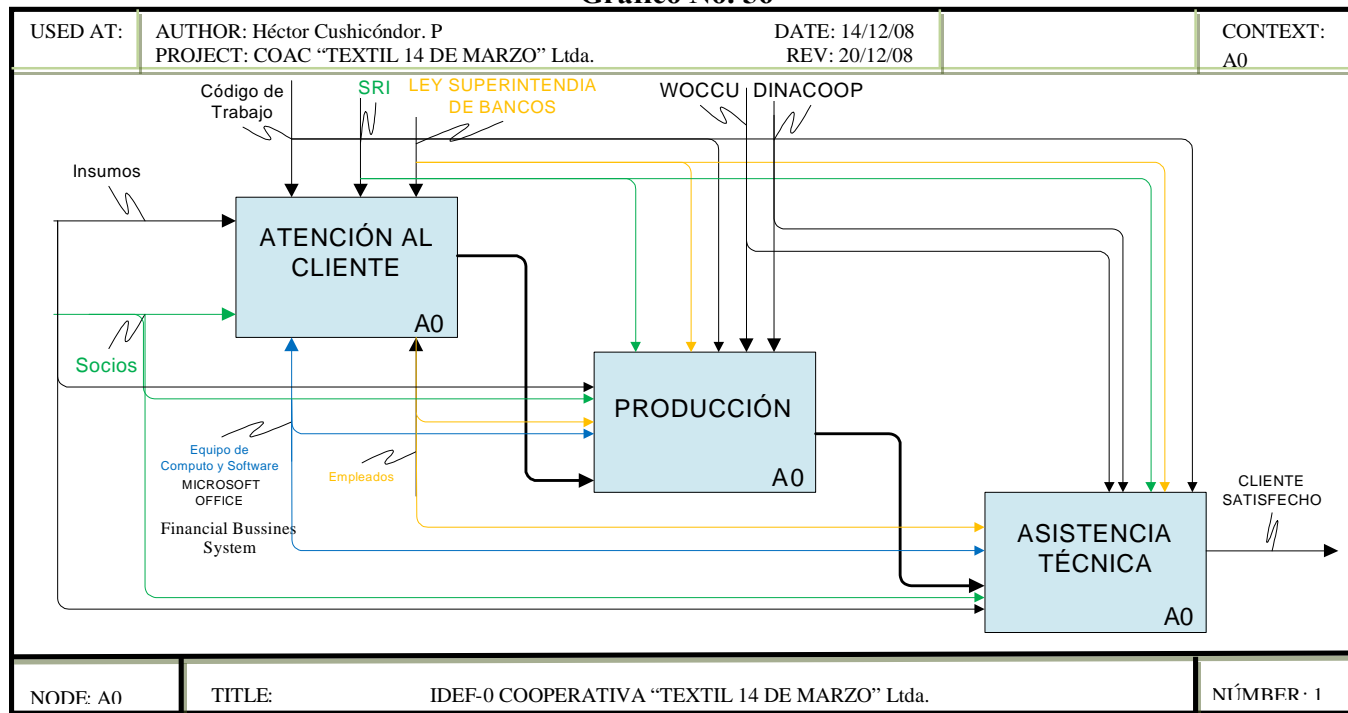 Gráfico No. 36
USED AT:
AUTHOR: Héctor Cushicóndor. P
DATE: 14/12/08
CONTEXT:
PROJECT: COAC “TEXTIL 14 DE MARZO” Ltda.
REV: 20/12/08
A0
Código de
Trabajo
SRI
LEY SUPERINTENDIA
DE BANCOS
WOCCU
DINACOOP
Insumos
ATENCIÓN AL
CLIENTE
A0
Socios
PRODUCCIÓN
A0
Equipo de
Computo y Software
MICROSOFT
OFFICE
Financial Bussines
System
Empleados
CLIENTE
SATISFECHO
ASISTENCIA
TÉCNICA
A0
NODE: A0
TITLE:
IDEF-0 COOPERATIVA “TEXTIL 14 DE MARZO” Ltda.
NÚMBER: 1